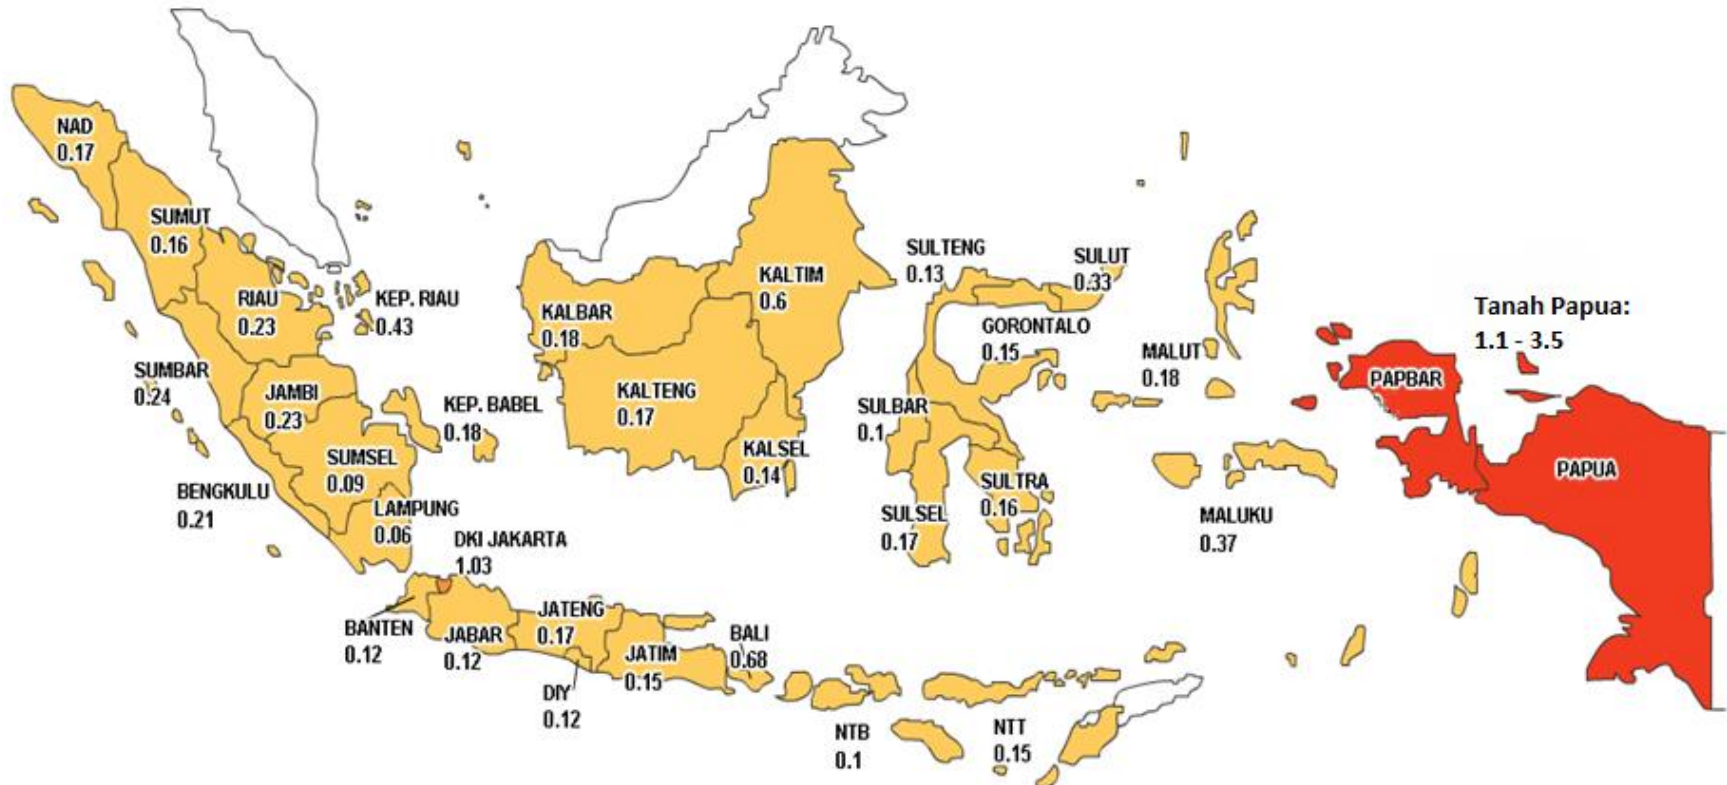 NAD
0.17
SUMUT
0.16
RIAU
0.23
KEP. RIAU
0.43
SUMBAR
0.24
JAMBI
0.23
KEP. BABEL
0.18
SUMSEL
0.09
BENGKULU
0.21
LAMPUNG
0.06
DKI JAKARTA
1.03
BANTEN
0.12
JABAR
0.12
JATENG
0.17
DIY
0.12
JATIM
0.15
BALI
0.68
NTB
0.1
NTT
0.15
KALBAR
0.18
KALTENG
0.17
KALTIM
0.6
KALSEL
0.14
SULTENG
0.13
SULUT
0.33
GORONTALO
0.15
SULBAR
0.1
SULSEL
0.17
SULTRA
0.16
MALUT
0.18
MALUKU
0.37
Tanah Papua:
1.1 - 3.5
PAPBAR
PAPUA